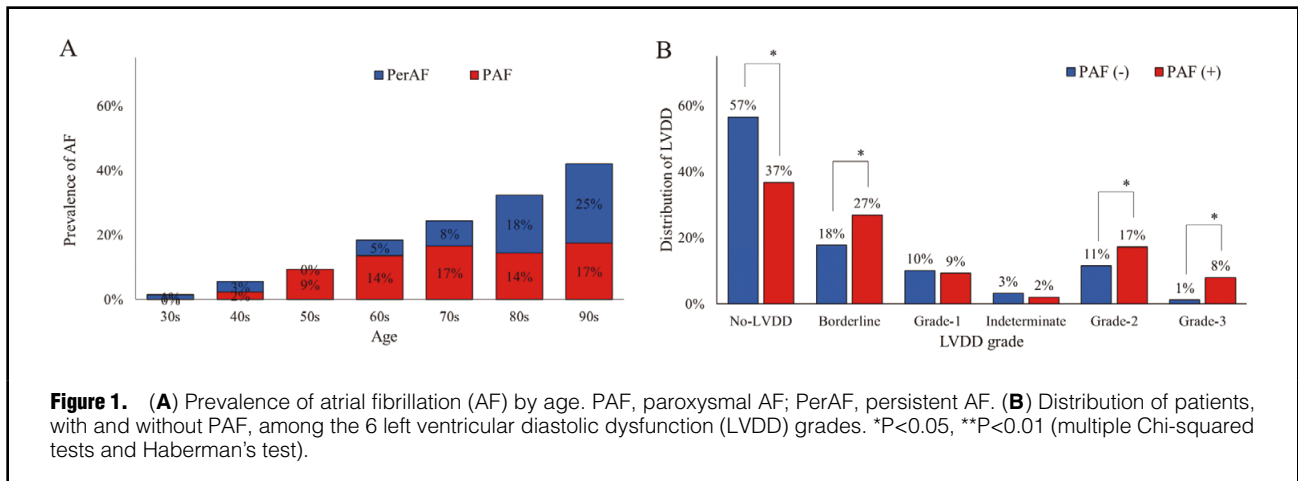 A
PerAF PAF
Prevalence of AF
60%
40%
20%
0%
1%
0%
3%
2%
0%
9%
5%
14%
8%
17%
18%
14%
25%
17%
30s 40s 50s 60s 70s 80s 90s
Age
B
PAF (-) PAF (+)
Distribution of LVDD
60%
40%
20%
0%
*
57%
37%
*
18%
27%
10%
9%
3%
2%
*
11%
17%
*
1%
8%
No-LVDD Borderline Grade-1 Indeterminate Grade-2 Grade-3
LVDD grade
Figure 1. (A) Prevalence of atrial fibrillation (AF) by age. PAF, paroxysmal AF; PerAF, persistent AF. (B) Distribution of patients,
with and without PAF, among the 6 left ventricular diastolic dysfunction (LVDD) grades. *P<0.05, **P<0.01 (multiple Chi-squared
tests and Haberman's test).